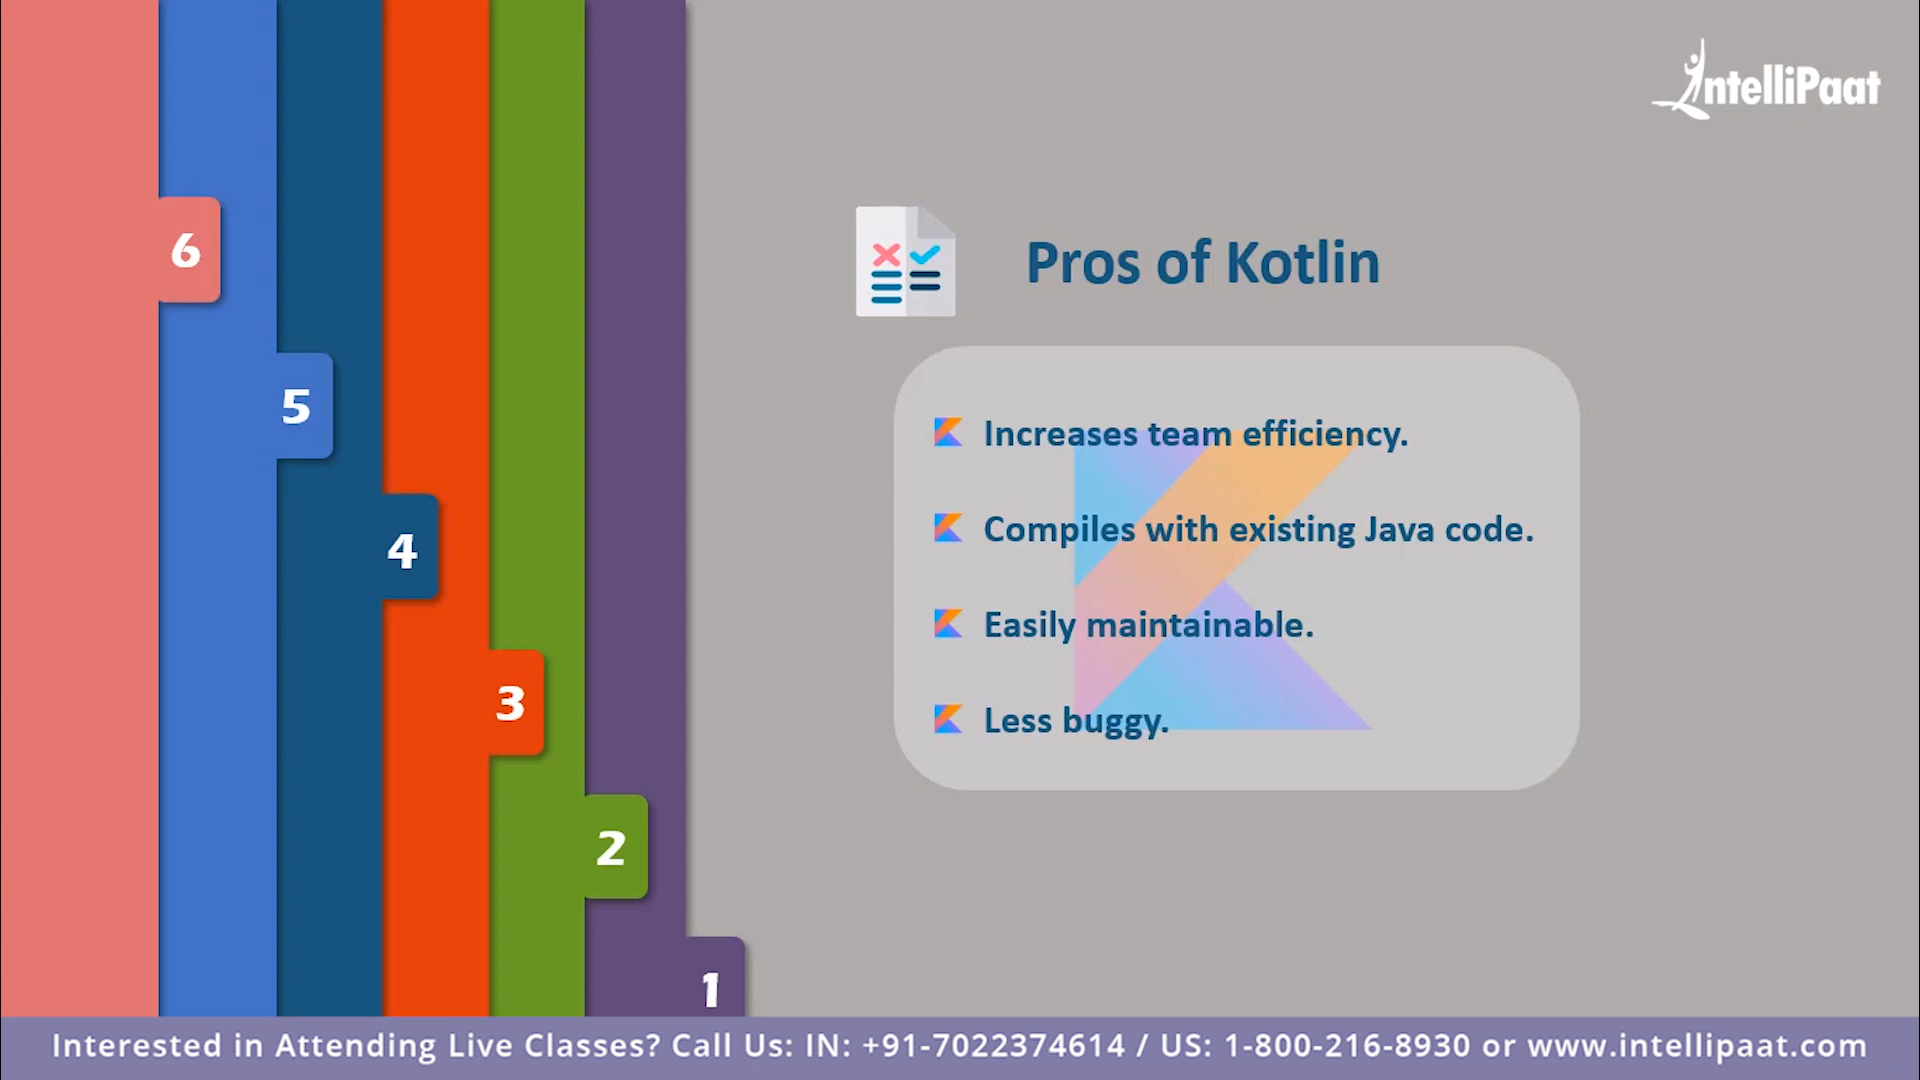 IntelliPaat
6
5
4
3
2
1
Pros of Kotlin
Increases team efficiency.
Compiles with existing Java code.
Easily maintainable.
Less buggy.
Interested in Attending Live Classes? Call Us: IN: +91-7022374614 / US: 1-800-216-8930 or www.intellipaat.com